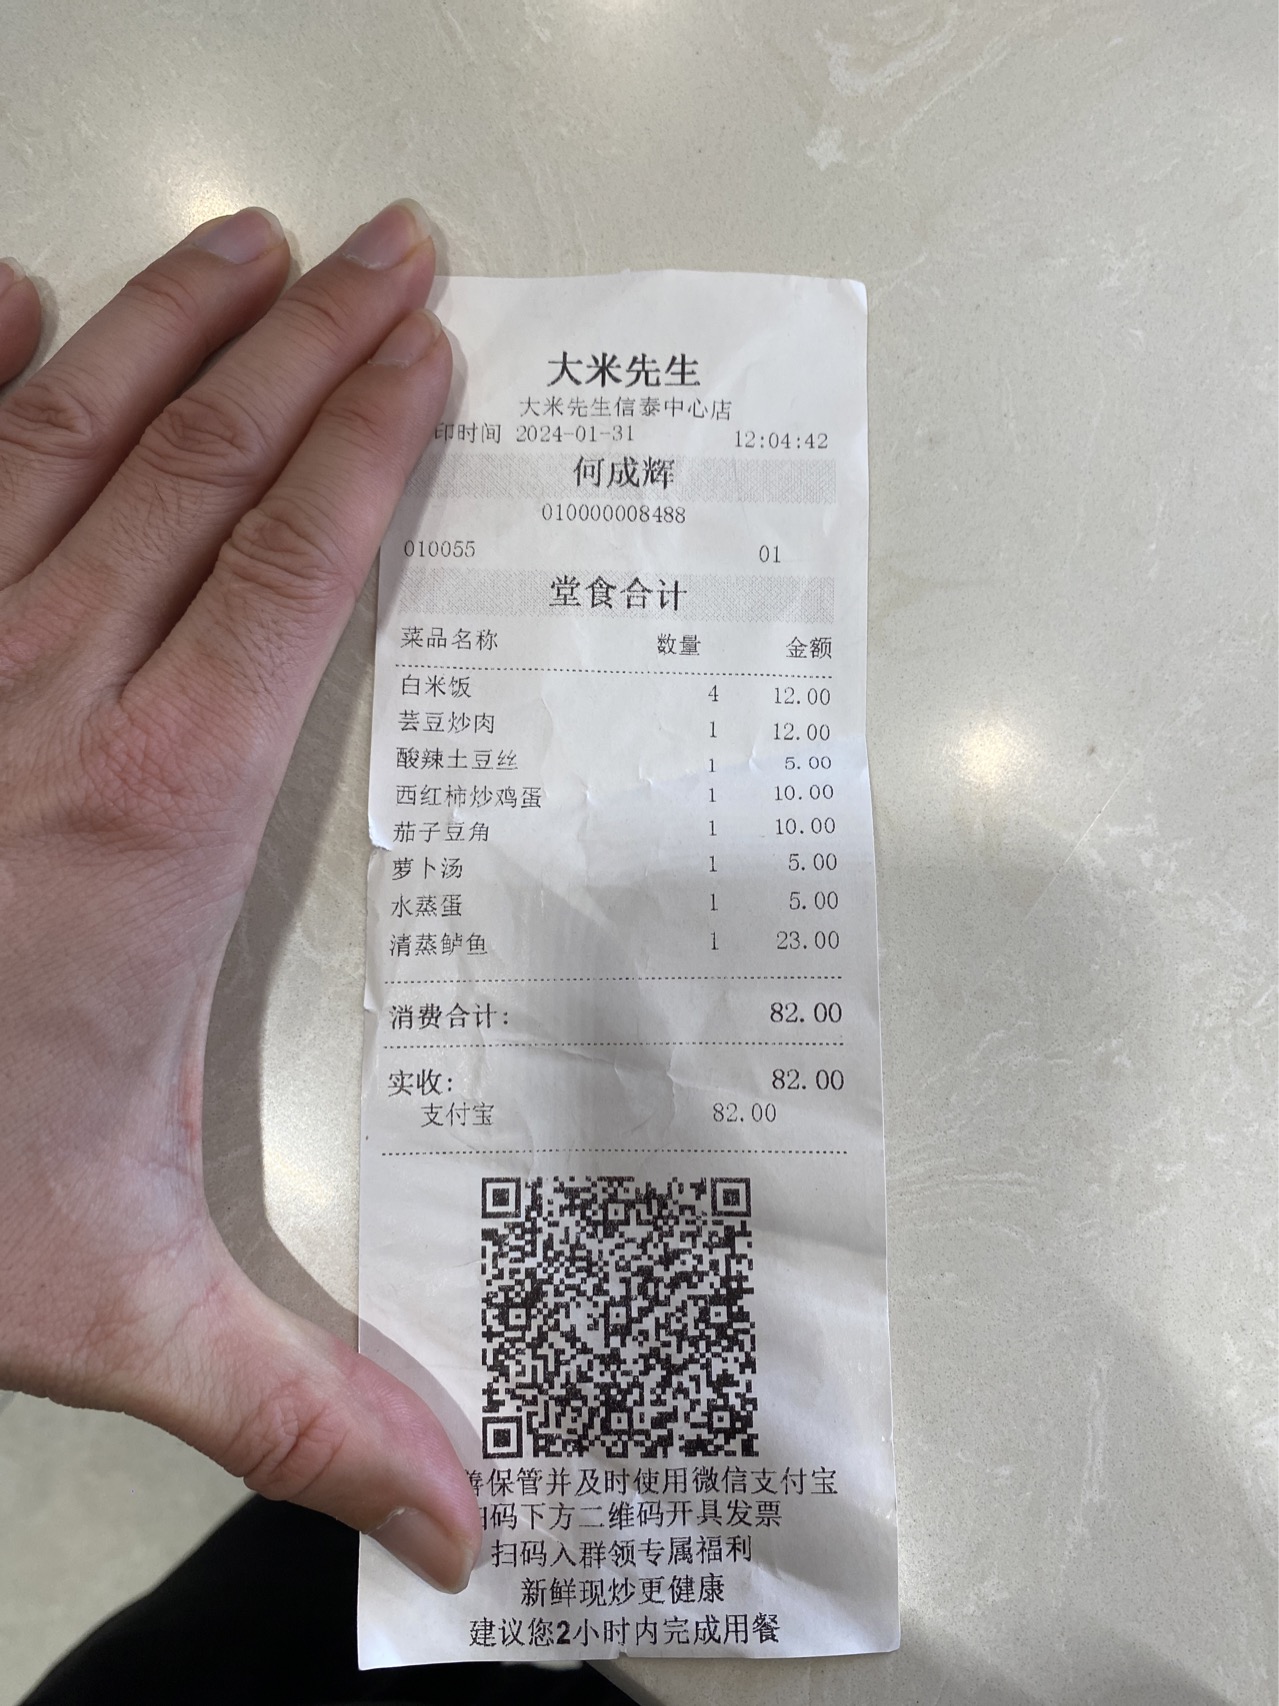 大米先生
大米先生信泰中心店
印时间 2024-01-31 12:04:42
何成辉
010000008488
010055 01
堂食合计
菜品名称 数量 金额
白米饭 4 12.00
芸豆炒肉 1 12.00
酸辣土豆丝 1 5.00
西红柿炒鸡蛋 1 10.00
茄子豆角 1 10.00
萝卜汤 1 5.00
水蒸蛋 1 5.00
清蒸鲈鱼 1 23.00
消费合计: 82.00
实收: 82.00
支付宝 82.00
善保管并及时使用微信支付宝
扫码下方二维码开具发票
扫码入群领专属福利
新鲜现炒更健康
建议您2小时内完成用餐